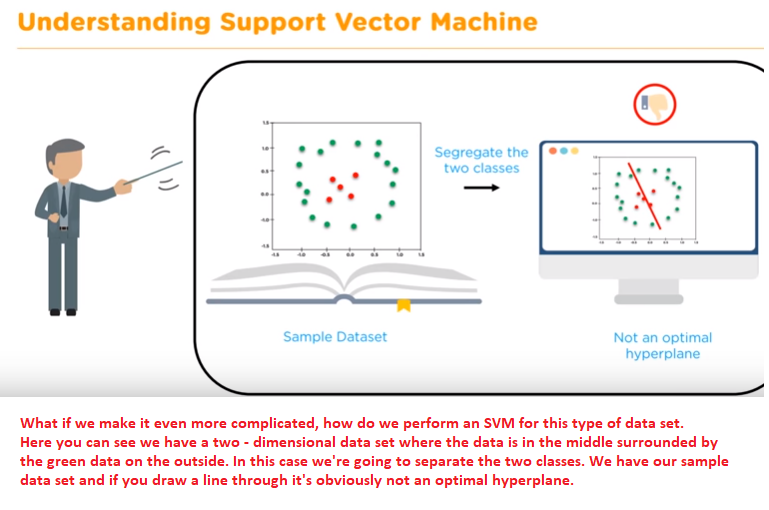 Understanding Support Vector Machine
Segregate the
two classes
Sample Dataset
Not an optimal
hyperplane
What if we make it even more complicated, how do we perform an SVM for this type of data set.
Here you can see we have a two - dimensional data set where the data is in the middle surrounded by
the green data on the outside. In this case we're going to separate the two classes. We have our sample
data set and if you draw a line through it's obviously not an optimal hyperplane.